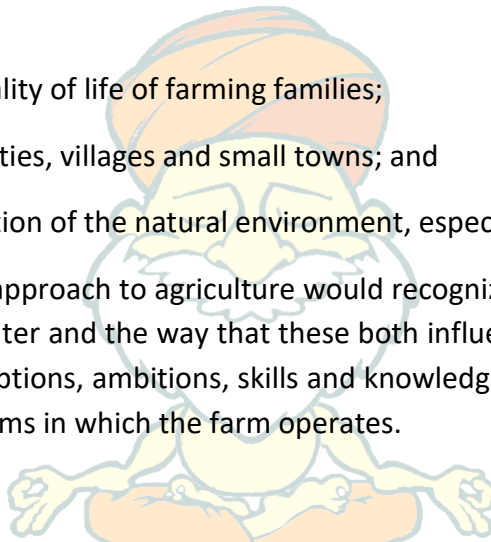 lity of life of farming families;
ties, villages and small towns; and
tion of the natural environment, espec
approach to agriculture would recogniz
ter and the way that these both influe
ptions, ambitions, skills and knowledg
ms in which the farm operates.